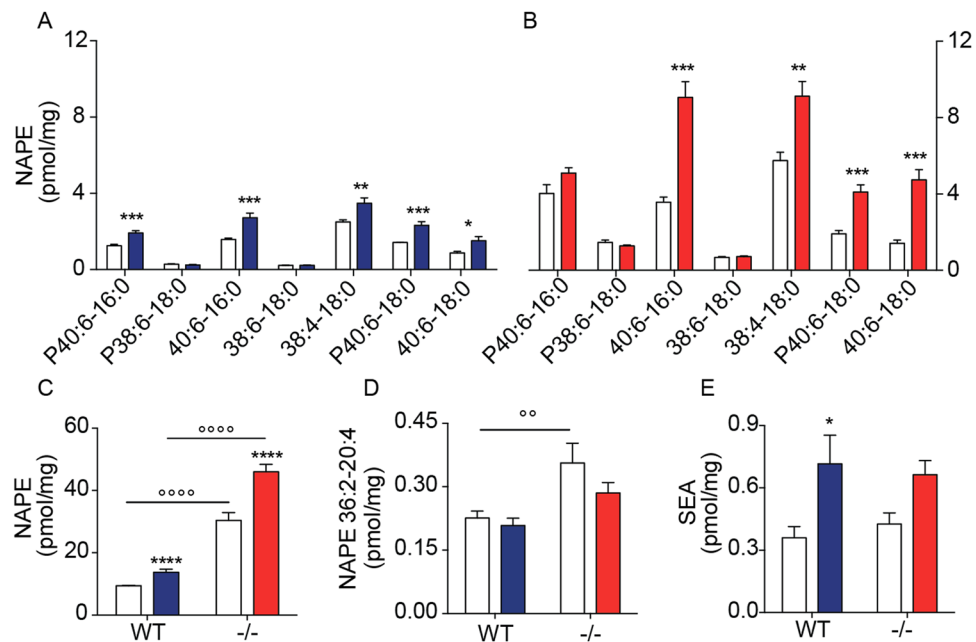 A
B
12
8
4
0
NAPE
(pmol/mg)
***
***
**
***
*
P40:6-16:0
P38:6-18:0
40:6-16:0
38:6-18:0
38:4-18:0
P40:6-18:0
40:6-18:0
***
**
***
***
12
8
4
0
P40:6-16:0
P38:6-18:0
40:6-16:0
38:6-18:0
38:4-18:0
P40:6-18:0
40:6-18:0
C
60
40
20
0
NAPE
(pmol/mg)
°°°°
°°°°
****
****
WT
-/-
D
0.45
0.30
0.15
0.00
NAPE 36:2-20:4
(pmol/mg)
°°
WT
-/-
E
0.9
0.6
0.3
0.0
SEA
(pmol/mg)
*
WT
-/-